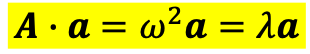 𝑨 · 𝒂 = 𝜔²𝒂 = 𝜆𝒂